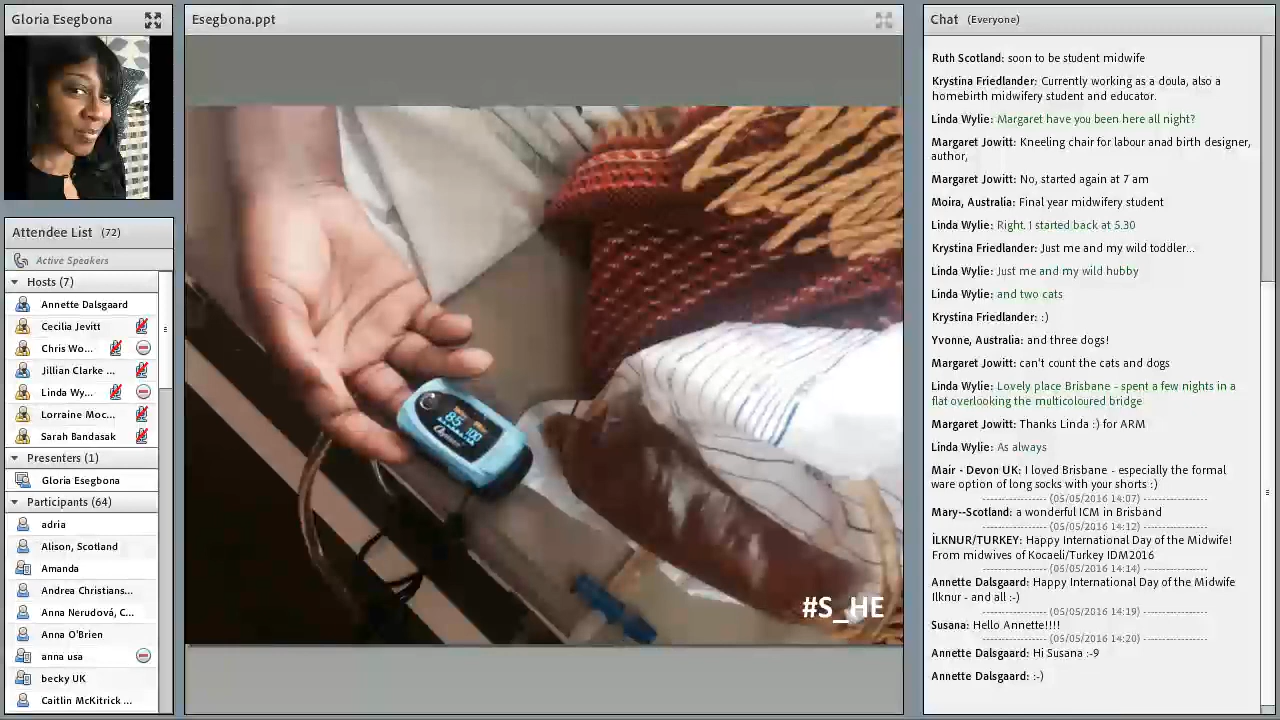 Gloria Esegbona
Attendee List (72)
Active Speakers
Hosts (7)
Annette Dalsgaard
Cecilia Jevitt
Chris Wo...
Jillian Clarke ...
Linda Wy...
Lorraine Moc...
Sarah Bandasak
Presenters (1)
Gloria Esegbona
Participants (64)
adria
Alison, Scotland
Amanda
Andrea Christians...
Anna Nerudová, C...
Anna O'Brien
anna usa
becky UK
Caitlin McKitrick ...
Esegbona.ppt
85 100
#S_HE
Chat (Everyone)
Ruth Scotland: soon to be student midwife
Krystina Friedlander: Currently working as a doula, also a
homebirth midwifery student and educator.
Linda Wylie: Margaret have you been here all night?
Margaret Jowitt: Kneeling chair for labour anad birth designer,
author,
Margaret Jowitt: No, started again at 7 am
Moira, Australia: Final year midwifery student
Linda Wylie: Right. I started back at 5.30
Krystina Friedlander: Just me and my wild toddler...
Linda Wylie: Just me and my wild hubby
Linda Wylie: and two cats
Krystina Friedlander: :)
Yvonne, Australia: and three dogs!
Margaret Jowitt: can't count the cats and dogs
Linda Wylie: Lovely place Brisbane - spent a few nights in a
flat overlooking the multicoloured bridge
Margaret Jowitt: Thanks Linda :) for ARM
Linda Wylie: As always
Mair - Devon UK: I loved Brisbane - especially the formal
ware option of long socks with your shorts :)
(05/05/2016 14:07)
Mary--Scotland: a wonderful ICM in Brisband
(05/05/2016 14:12)
İLKNUR/TURKEY: Happy International Day of the Midwife!
From midwives of Kocaeli/Turkey IDM2016
(05/05/2016 14:14)
Annette Dalsgaard: Happy International Day of the Midwife
Ilknur - and all :-)
(05/05/2016 14:19)
Susana: Hello Annette!!!!
(05/05/2016 14:20)
Annette Dalsgaard: Hi Susana :-9
Annette Dalsgaard: :-)